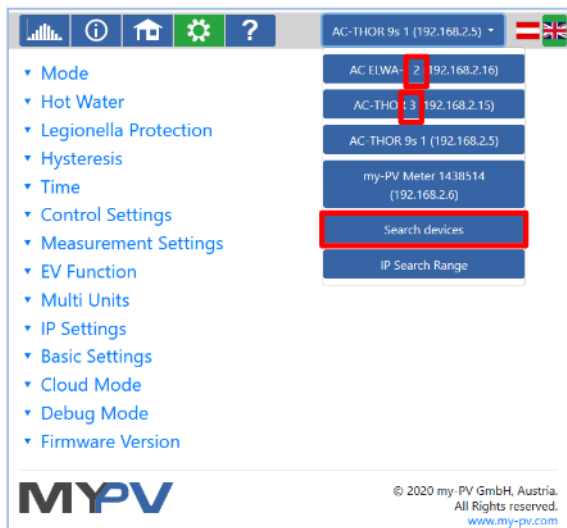 ?
AC-THOR 9s 1 (192.168.2.5)
AC ELWA- 2 (192.168.2.16)
AC-THOR 3 (192.168.2.15)
AC-THOR 9s 1 (192.168.2.5)
my-PV Meter 1438514
(192.168.2.6)
Search devices
IP Search Range
Mode
Hot Water
Legionella Protection
Hysteresis
Time
Control Settings
Measurement Settings
EV Function
Multi Units
IP Settings
Basic Settings
Cloud Mode
Debug Mode
Firmware Version
MYPV
© 2020 my-PV GmbH, Austria.
All Rights reserved.
www.my-pv.com